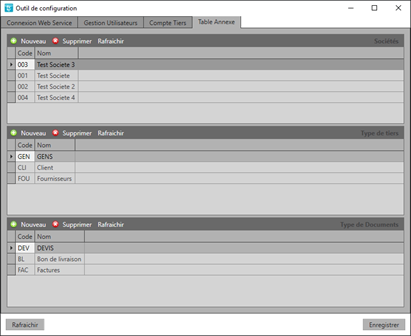 Outil de configuration
Connexion Web Service Gestion Utilisateurs Compte Tiers Table Annexe
Nouveau Supprimer Rafraichir Sociétés
Code Nom
003 Test Societe 3
001 Test Societe
002 Test Societe 2
004 Test Societe 4
Nouveau Supprimer Rafraichir Type de tiers
Code Nom
GEN GENS
CLI Client
FOU Fournisseurs
Nouveau Supprimer Rafraichir Type de Documents
Code Nom
DEV DEVIS
BL Bon de livraison
FAC Factures
Rafraichir Enregistrer